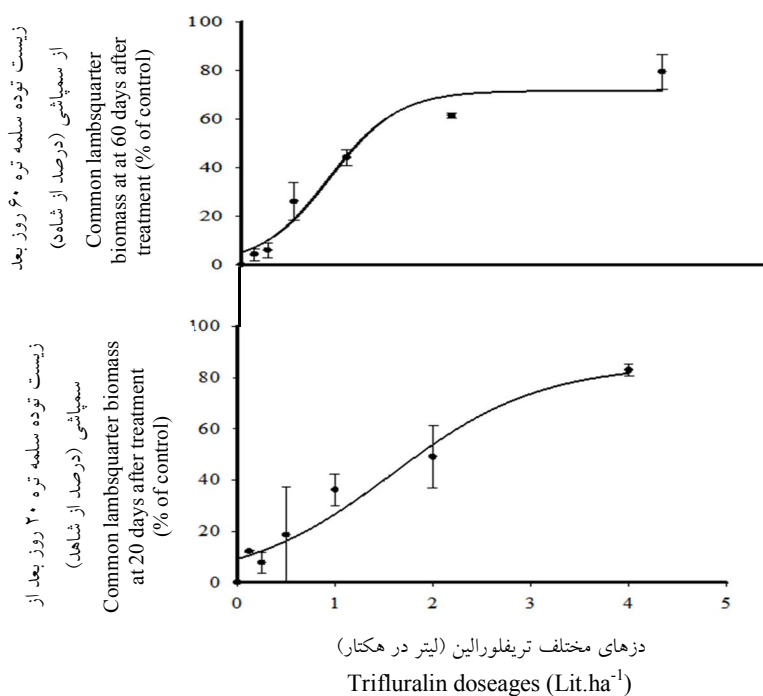 زیست توده سلمه تره ۶۰ روز بعد
از سمپاشی (درصد از شاهد)
Common lambsquarter
biomass at at 60 days after
treatment (% of control)
100
80
60
40
20
0
زیست توده سلمه تره ۲۰ روز بعد از
سمپاشی (درصد از شاهد)
Common lambsquarter biomass
at 20 days after treatment
(% of control)
100
80
60
40
20
0
0 1 2 3 4 5
دزهای مختلف تریفلورالین (لیتر در هکتار)
Trifluralin doseages (Lit.ha⁻¹)